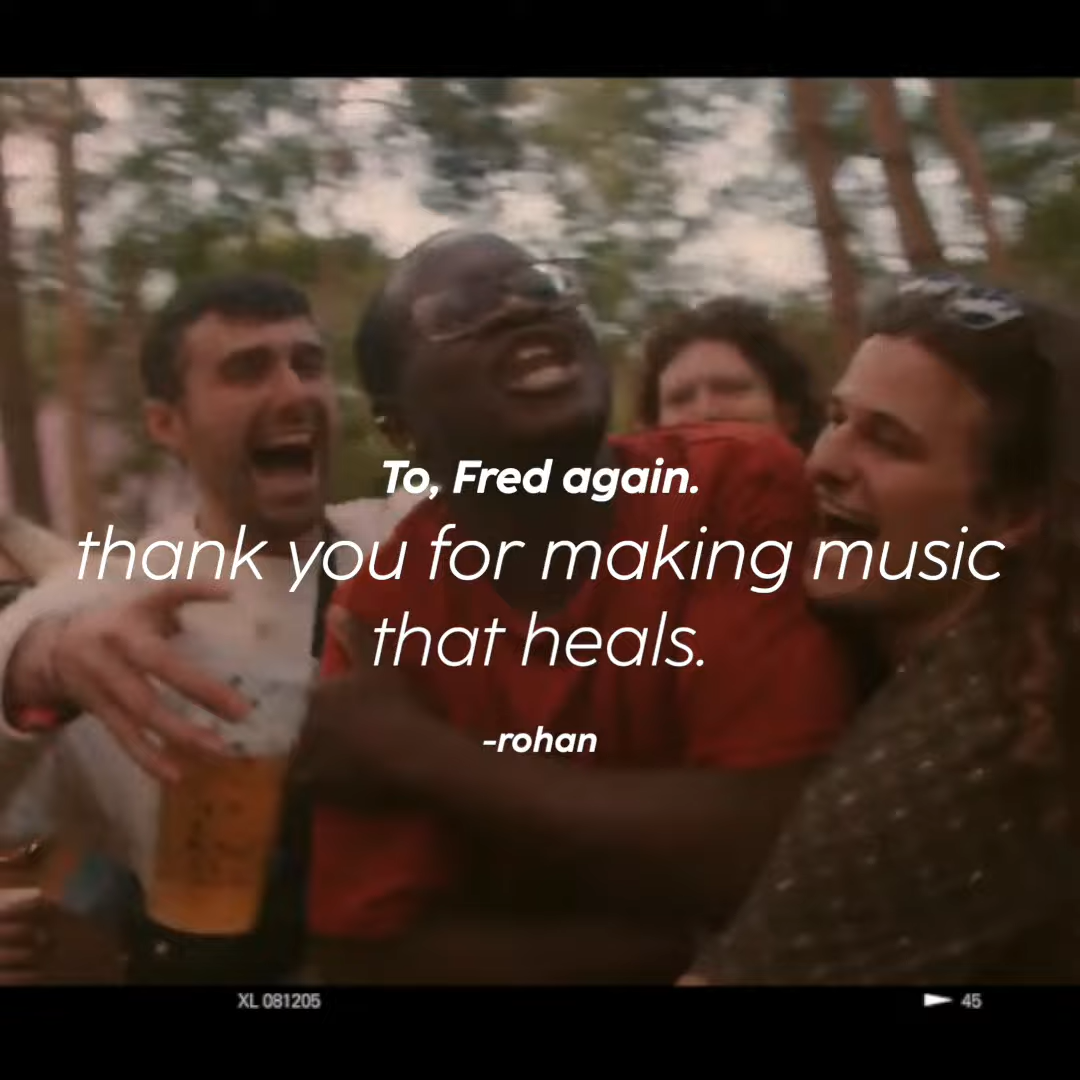 To, Fred again.
thank you for making music
that heals.
-rohan
XL 081205
45